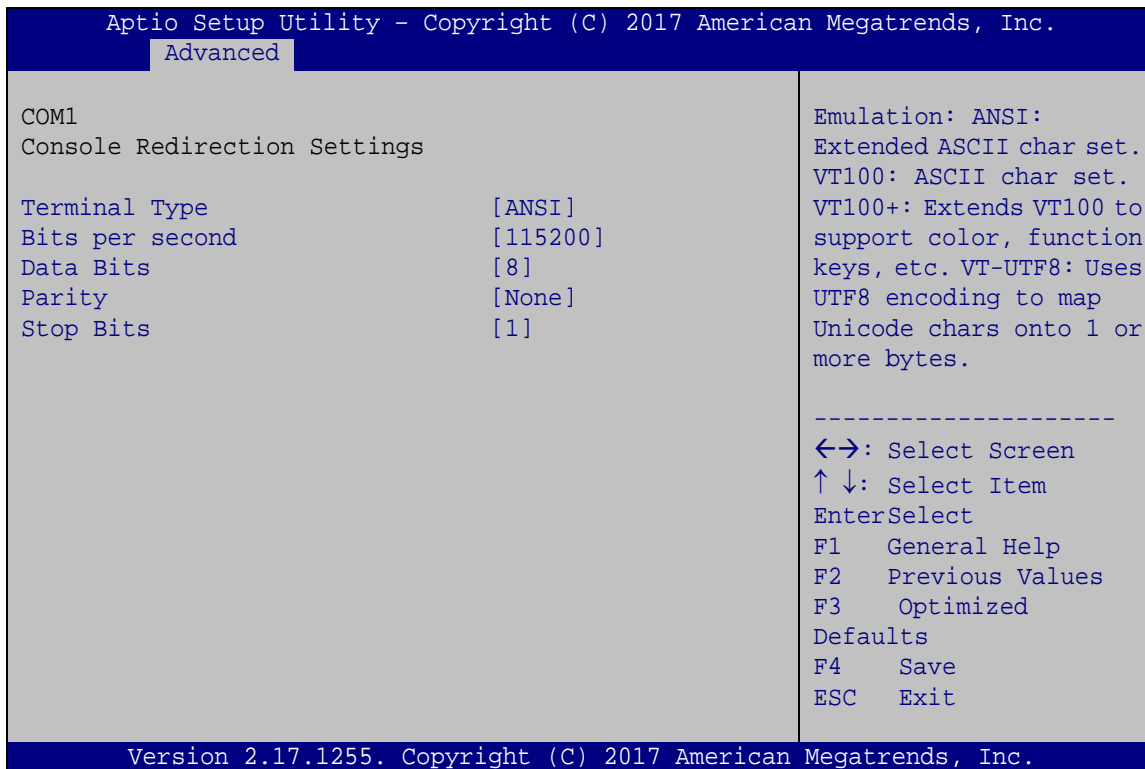 Aptio Setup Utility – Copyright (C) 2017 American Megatrends, Inc.
Advanced
COM1
Console Redirection Settings
Terminal Type [ANSI]
Bits per second [115200]
Data Bits [8]
Parity [None]
Stop Bits [1]
Emulation: ANSI:
Extended ASCII char set.
VT100: ASCII char set.
VT100+: Extends VT100 to
support color, function
keys, etc. VT-UTF8: Uses
UTF8 encoding to map
Unicode chars onto 1 or
more bytes.
---------------------
←→: Select Screen
↑ ↓: Select Item
EnterSelect
F1 General Help
F2 Previous Values
F3 Optimized
Defaults
F4 Save
ESC Exit
Version 2.17.1255. Copyright (C) 2017 American Megatrends, Inc.